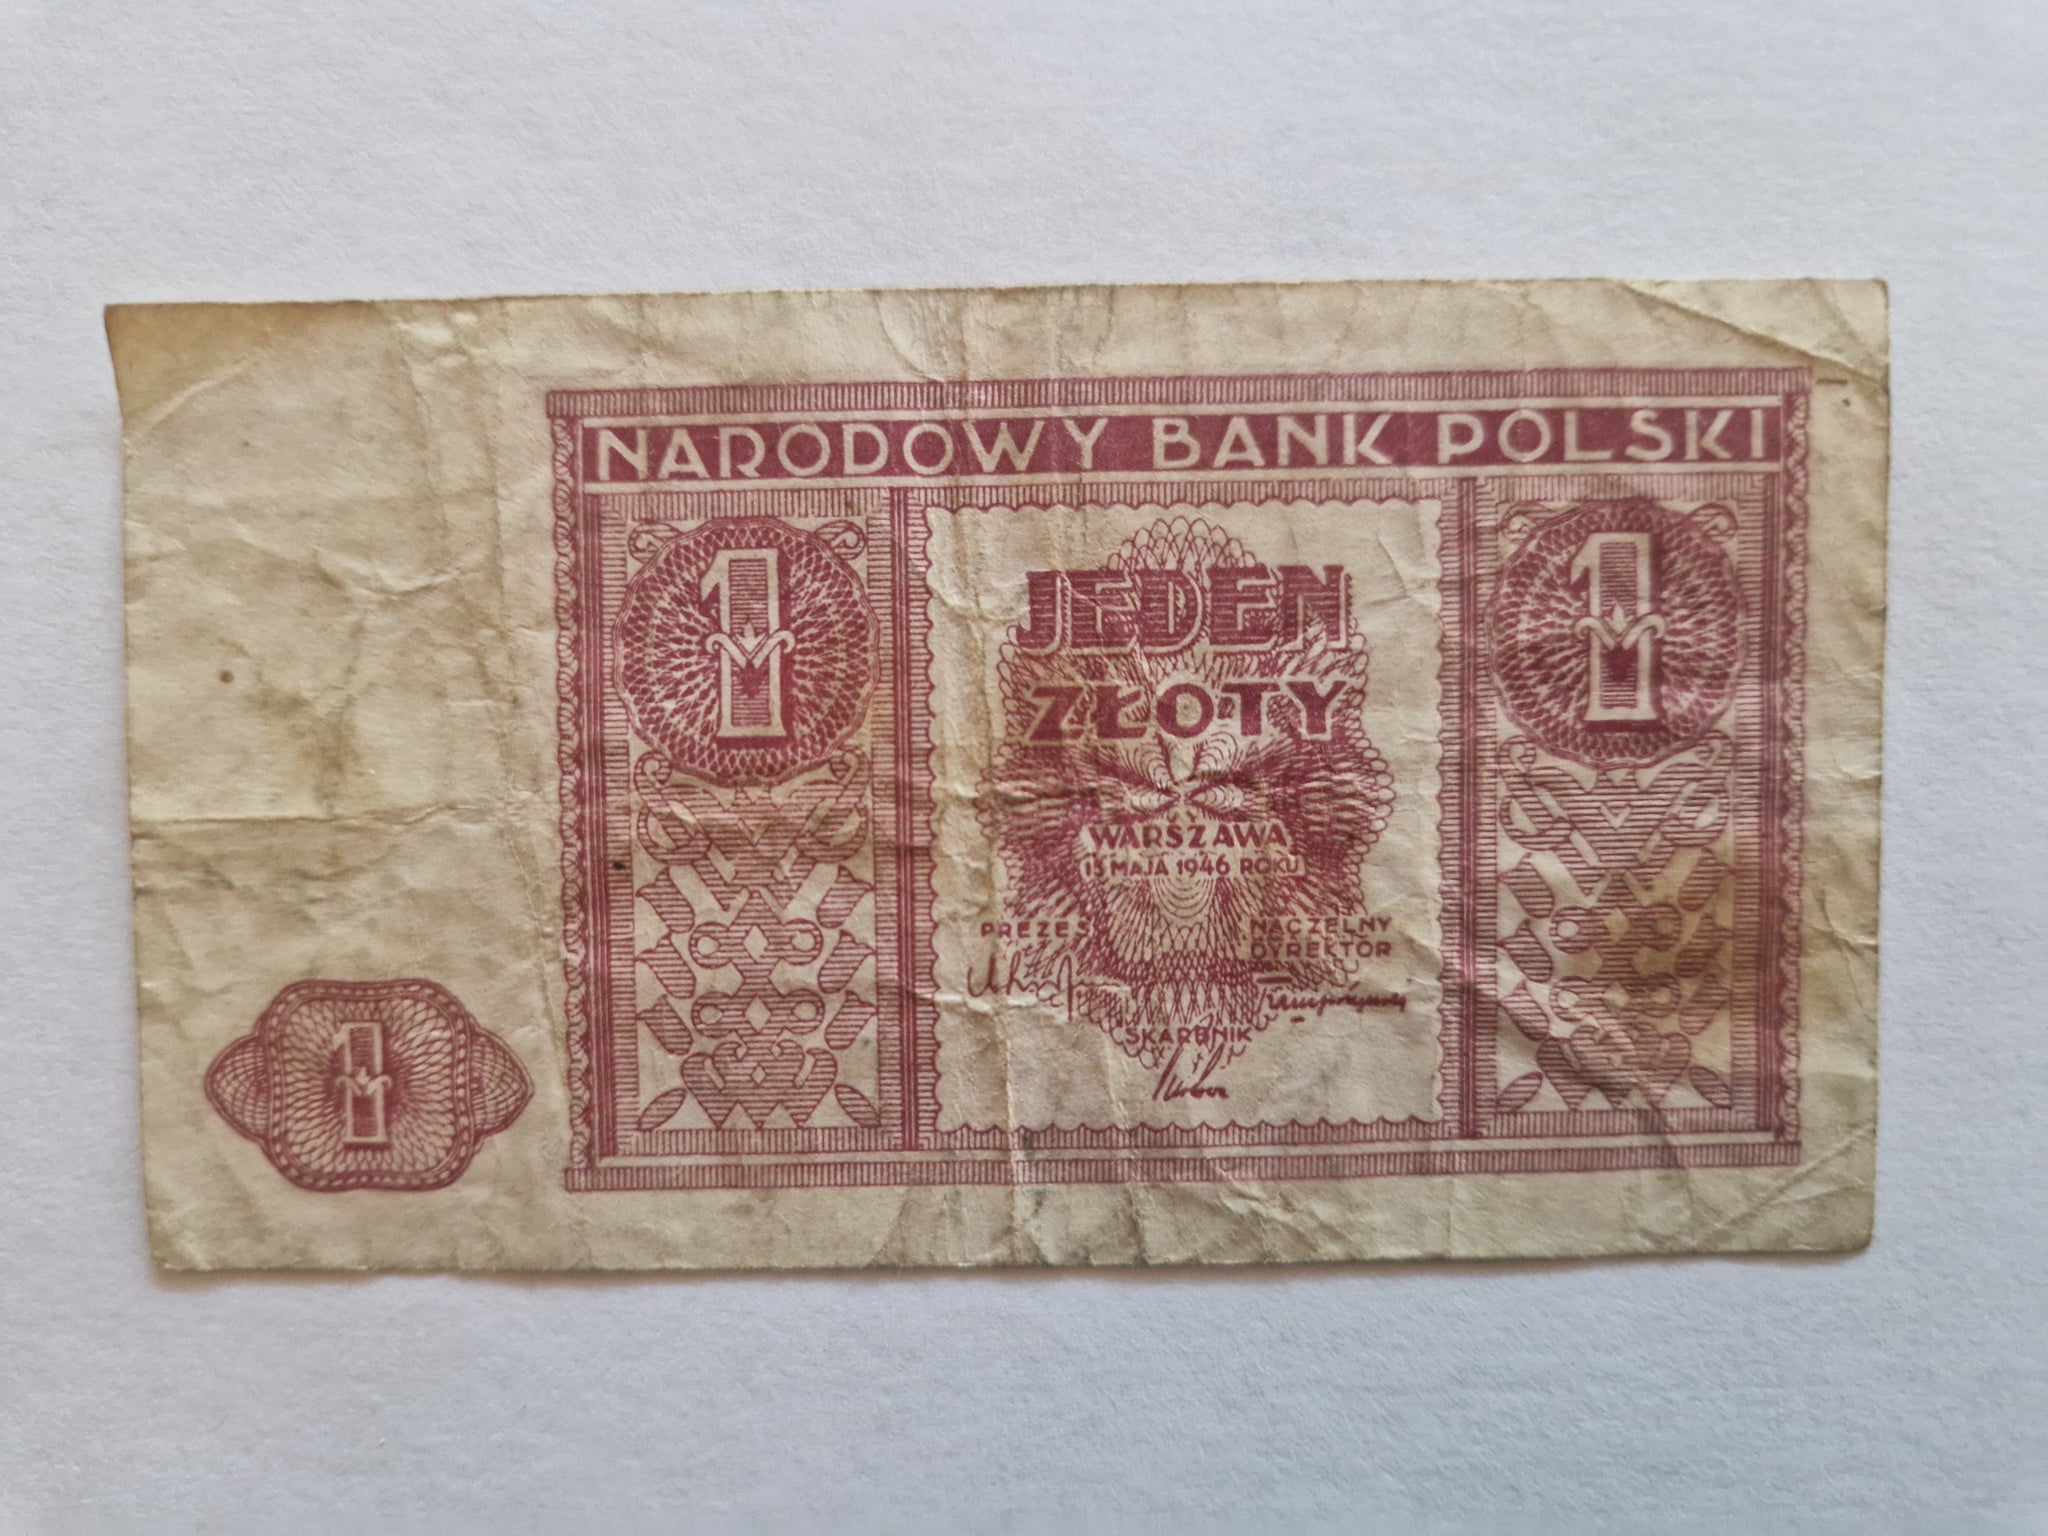 NARODOWY BANK POLSKI
1 1
JEDEN
ZŁOTY
WARSZAWA
15 MAJA 1946 ROKU
PREZES NACZELNY
DYREKTOR
SKARBNIK
1